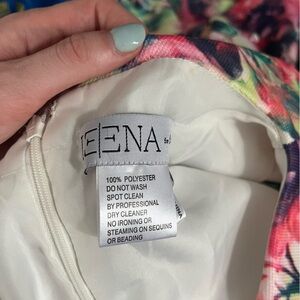 ENA
100% POLYESTER
DO NOT WASH
SPOT CLEAN
BY PROFESSIONAL
DRY CLEANER
NO IRONING OR
STEAMING ON SEQUINS
OR BEADING